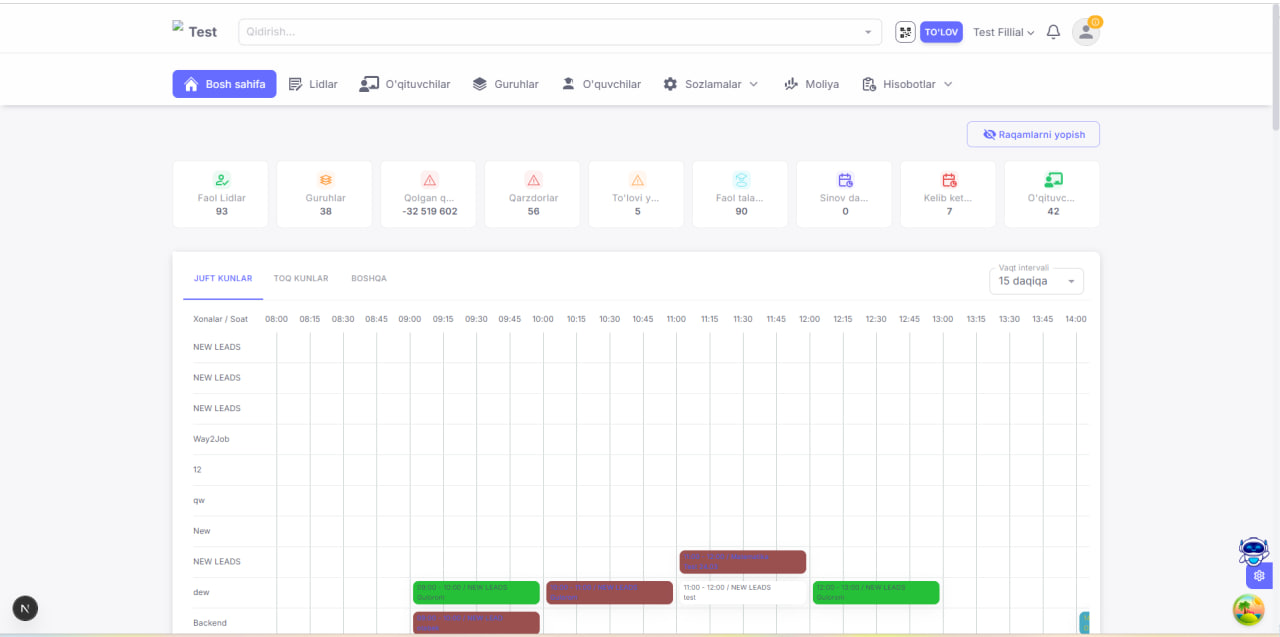 Test
Qidirish...
TO'LOV
Test Fillial
Bosh sahifa
Lidlar
O'qituvchilar
Guruhlar
O'quvchilar
Sozlamalar
Moliya
Hisobotlar
Raqamlarni yopish
Faol Lidlar
93
Guruhlar
38
Qolgan q...
-32 519 602
Qarzdorlar
56
To'lovi y...
5
Faol tala...
90
Sinov da...
0
Kelib ket...
7
O'qituvc...
42
JUFT KUNLAR
TOQ KUNLAR
BOSHQA
Vaqt intervali
15 daqiqa
Xonalar / Soat 08:00 08:15 08:30 08:45 09:00 09:15 09:30 09:45 10:00 10:15 10:30 10:45 11:00 11:15 11:30 11:45 12:00 12:15 12:30 12:45 13:00 13:15 13:30 13:45 14:00
NEW LEADS
NEW LEADS
NEW LEADS
Way2Job
12
qw
New
NEW LEADS
dew
09:00 - 10:00 / NEW LEADS
11:00 - 12:00 / NEW LEADS
test
12:00 - 13:00 / NEW LEADS
Backend
N